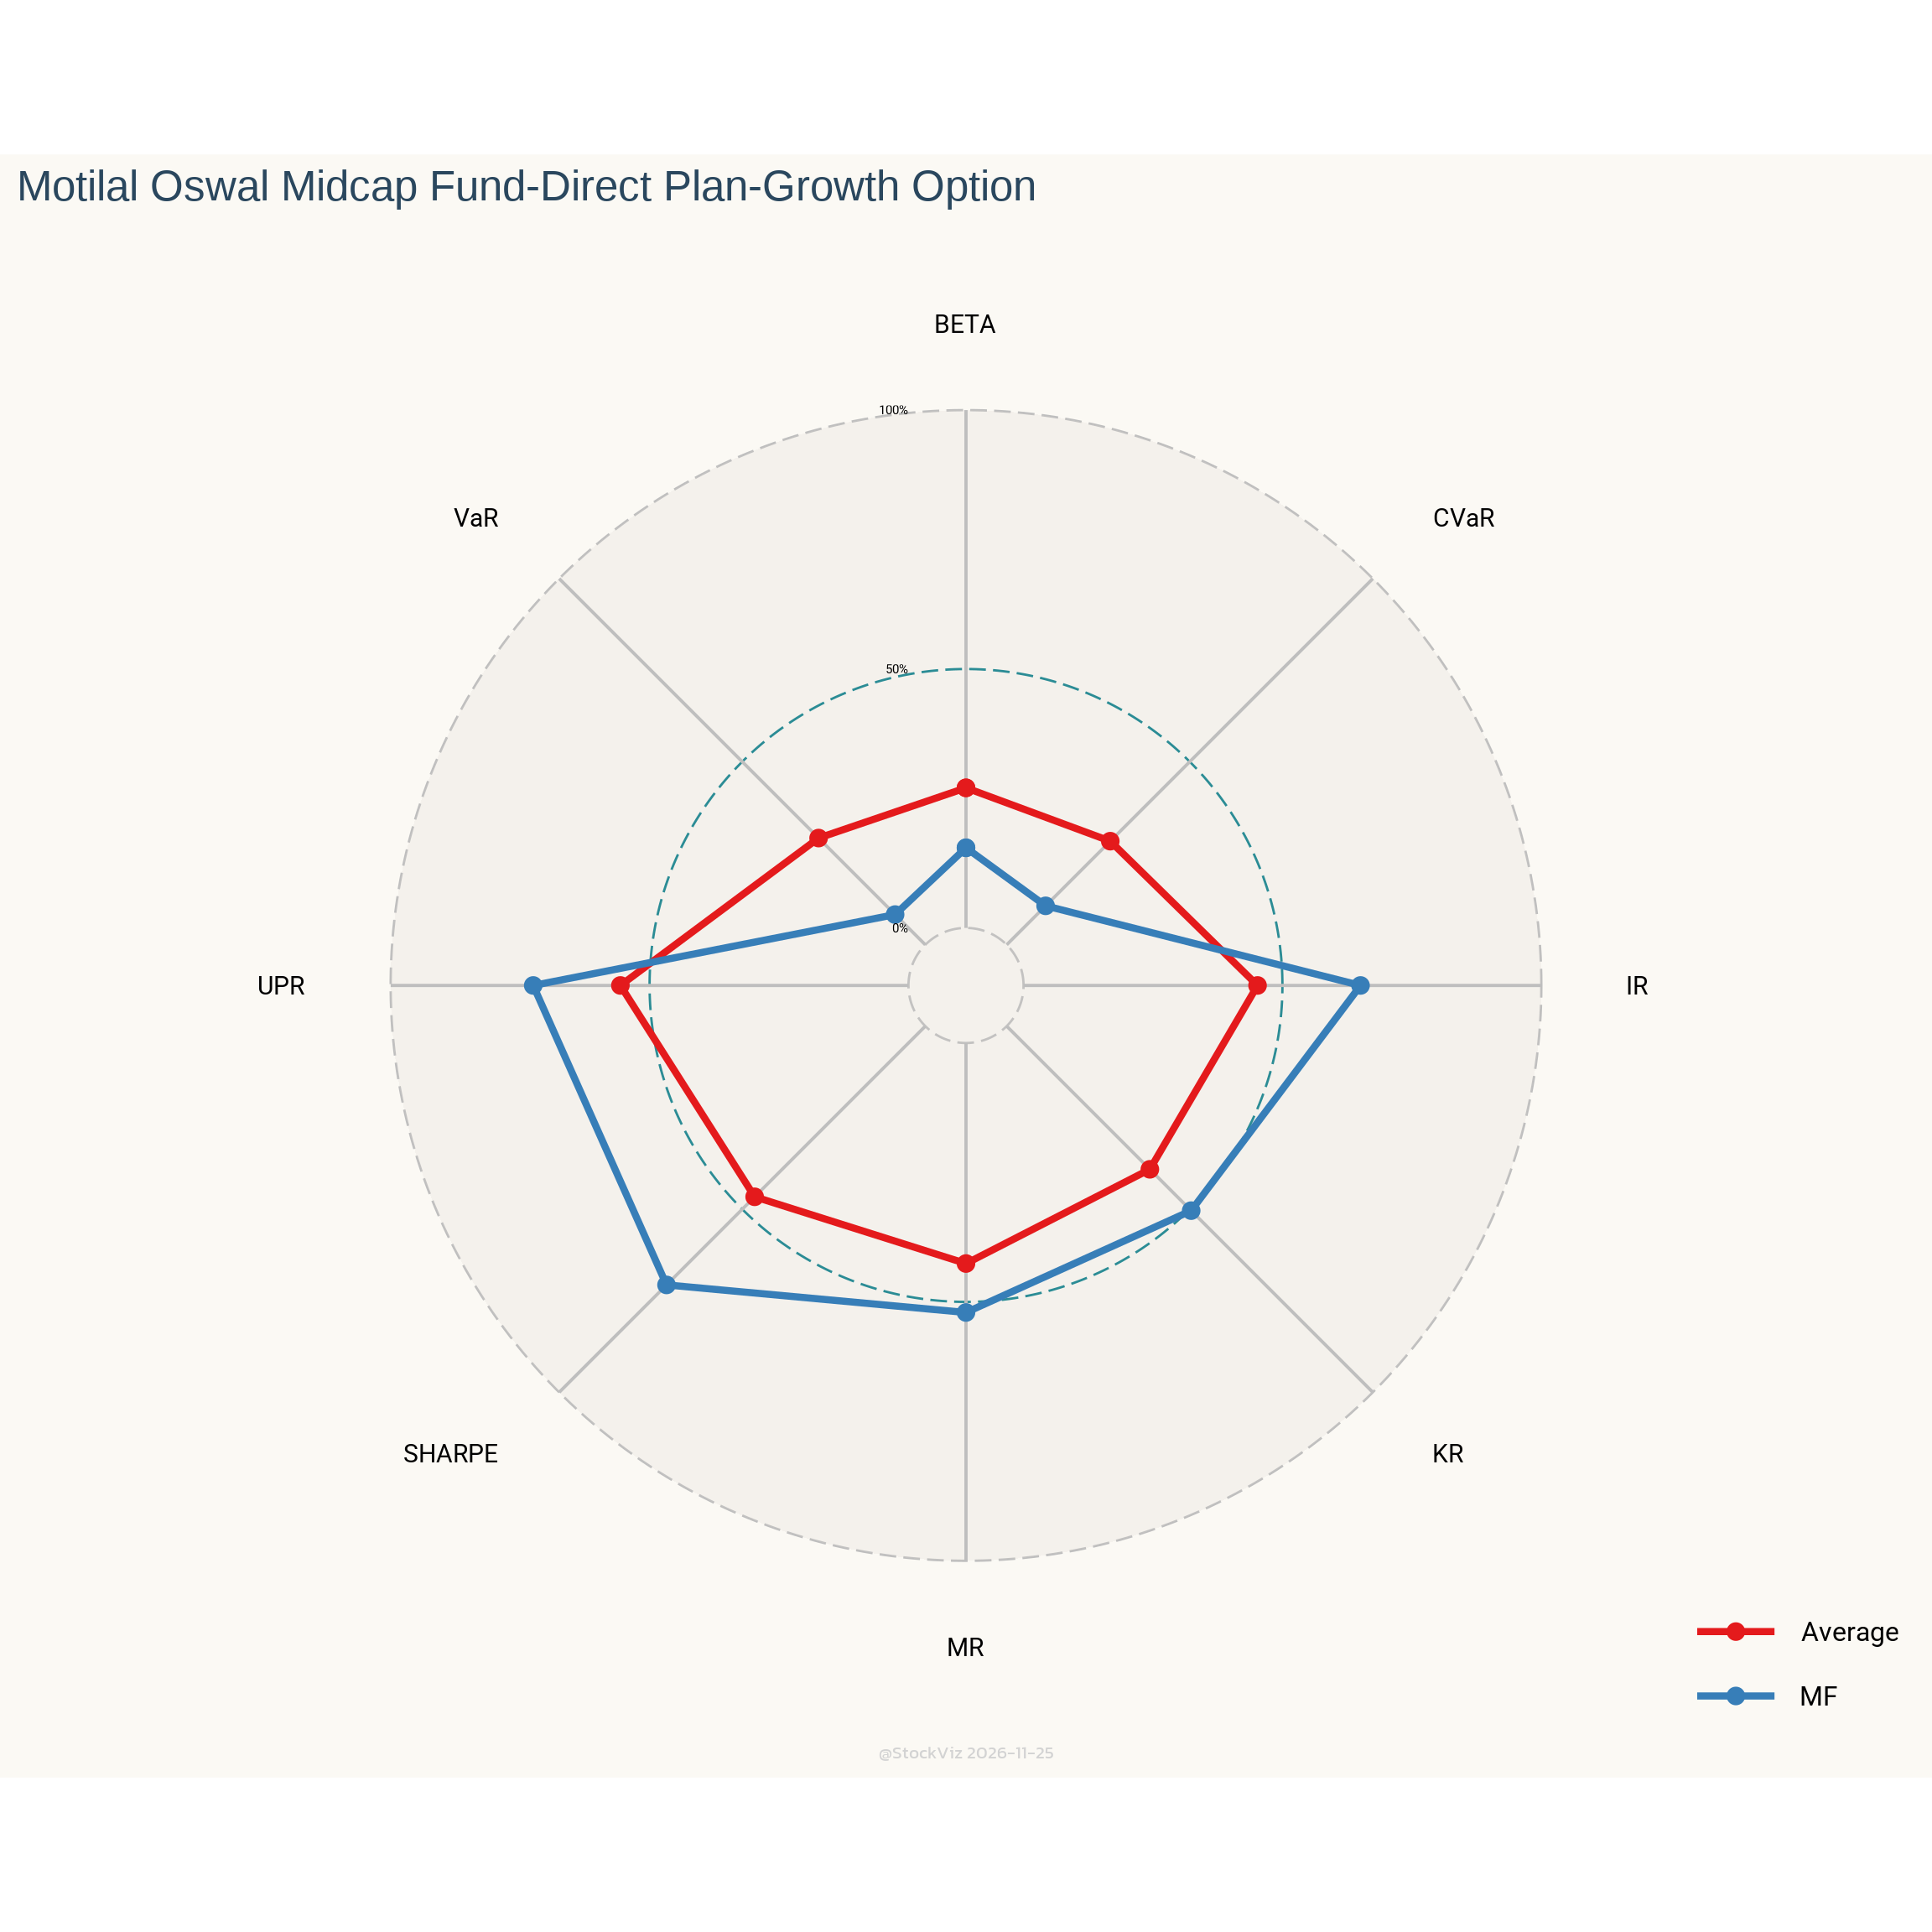 Motilal Oswal Midcap Fund-Direct Plan-Growth Option
BETA
100%
VaR
CVaR
50%
0%
UPR
IR
SHARPE
KR
MR
Average
MF
@StockViz 2026-11-25